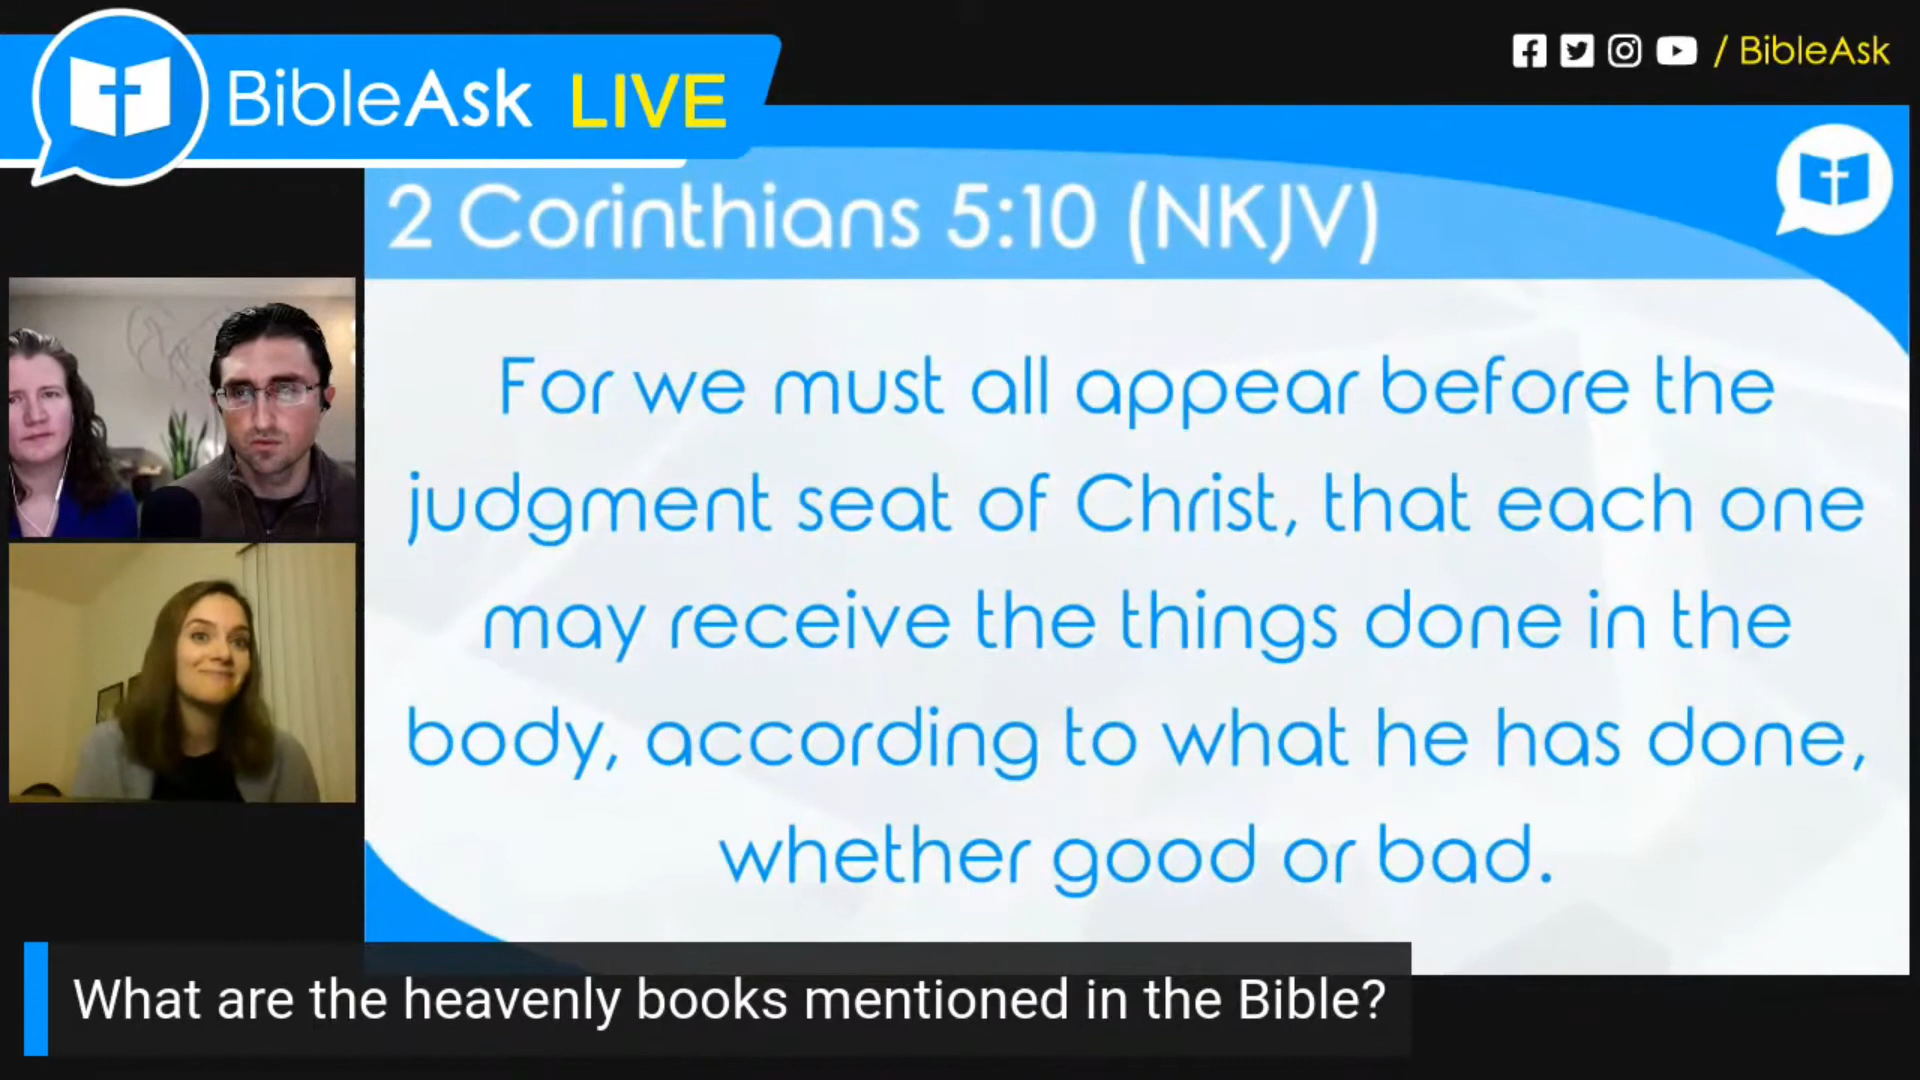 BibleAsk LIVE
/ BibleAsk
2 Corinthians 5:10 (NKJV)
For we must all appear before the
judgment seat of Christ, that each one
may receive the things done in the
body, according to what he has done,
whether good or bad.
What are the heavenly books mentioned in the Bible?